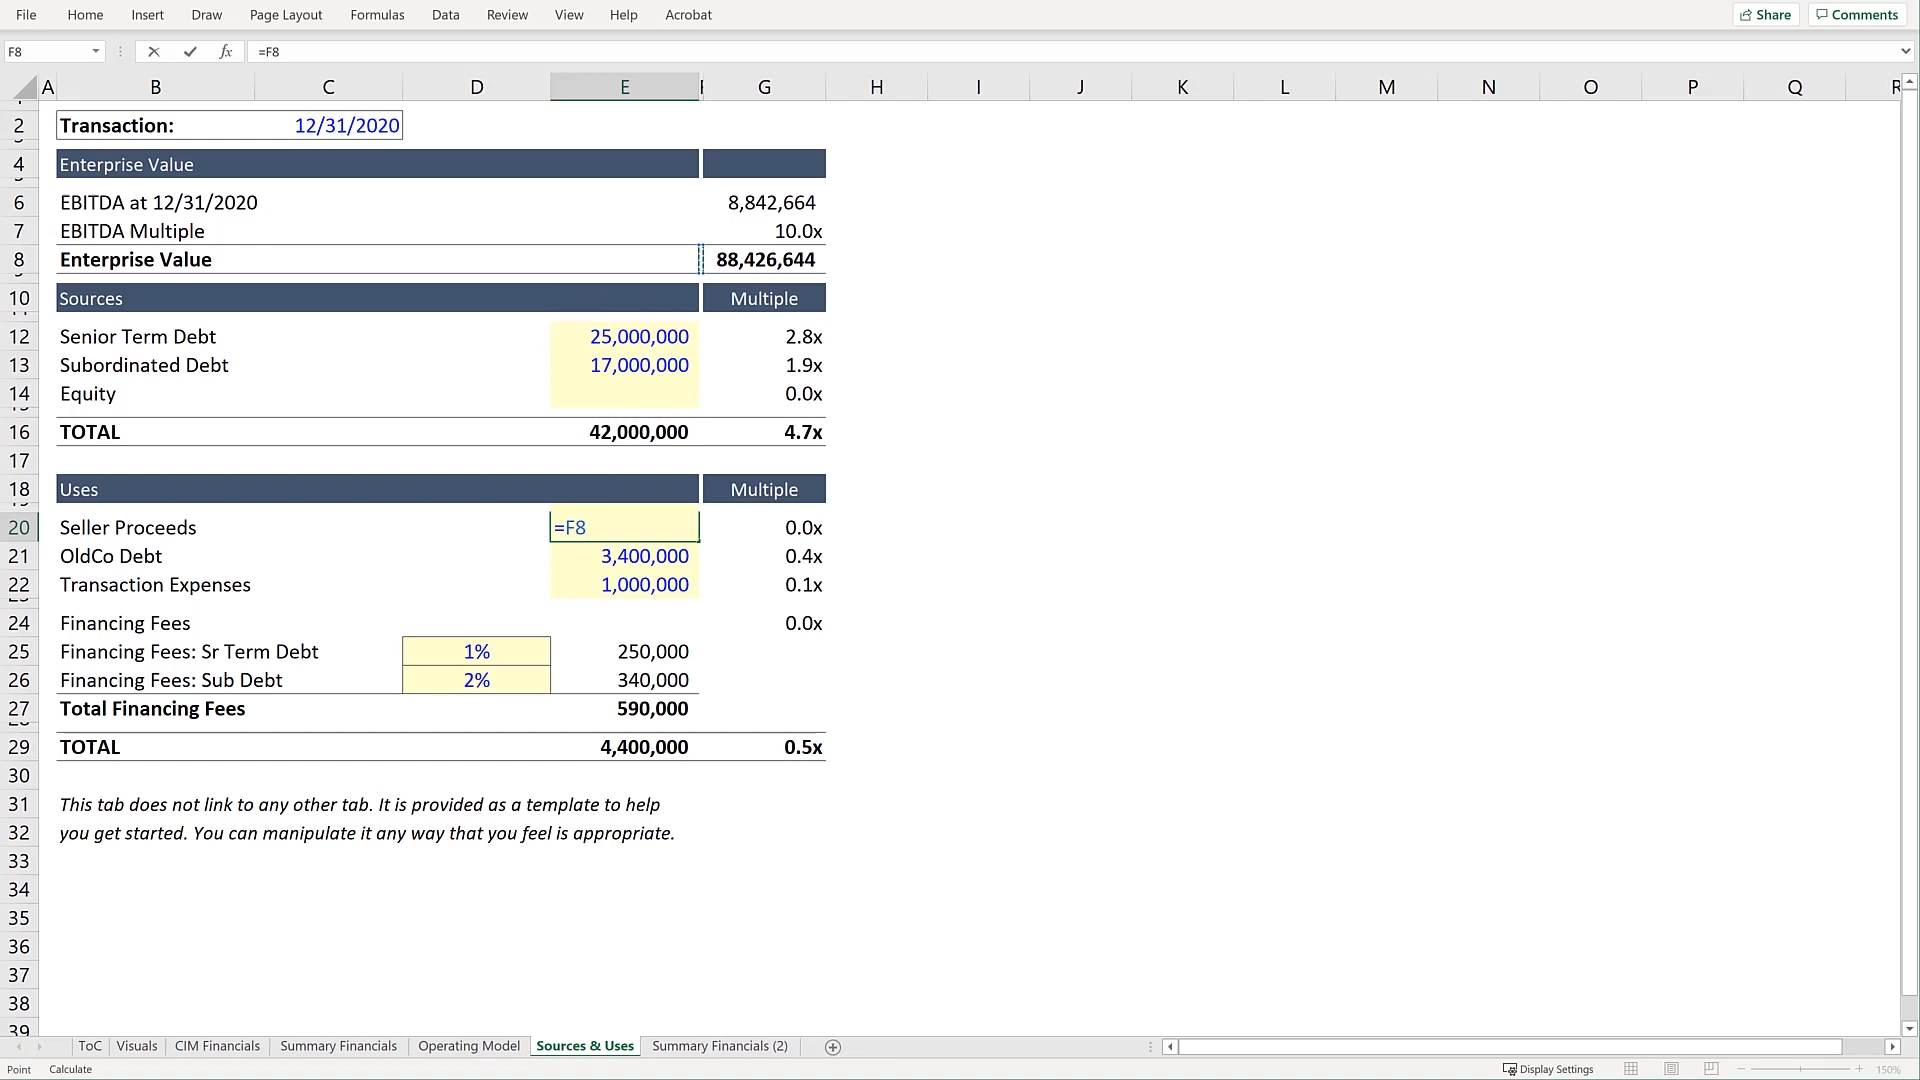 File Home Insert Draw Page Layout Formulas Data Review View Help Acrobat Share Comments
F8 fx =F8
A B C D E G H I J K L M N O P Q
2 Transaction: 12/31/2020
4 Enterprise Value
6 EBITDA at 12/31/2020 8,842,664
7 EBITDA Multiple 10.0x
8 Enterprise Value 88,426,644
10 Sources Multiple
12 Senior Term Debt 25,000,000 2.8x
13 Subordinated Debt 17,000,000 1.9x
14 Equity 0.0x
16 TOTAL 42,000,000 4.7x
17
18 Uses Multiple
20 Seller Proceeds =F8 0.0x
21 OldCo Debt 3,400,000 0.4x
22 Transaction Expenses 1,000,000 0.1x
24 Financing Fees 0.0x
25 Financing Fees: Sr Term Debt 1% 250,000
26 Financing Fees: Sub Debt 2% 340,000
27 Total Financing Fees 590,000
29 TOTAL 4,400,000 0.5x
30
31 This tab does not link to any other tab. It is provided as a template to help
32 you get started. You can manipulate it any way that you feel is appropriate.
33
34
35
36
37
38
39
ToC Visuals CIM Financials Summary Financials Operating Model Sources & Uses Summary Financials (2)
Point Calculate Display Settings 150%